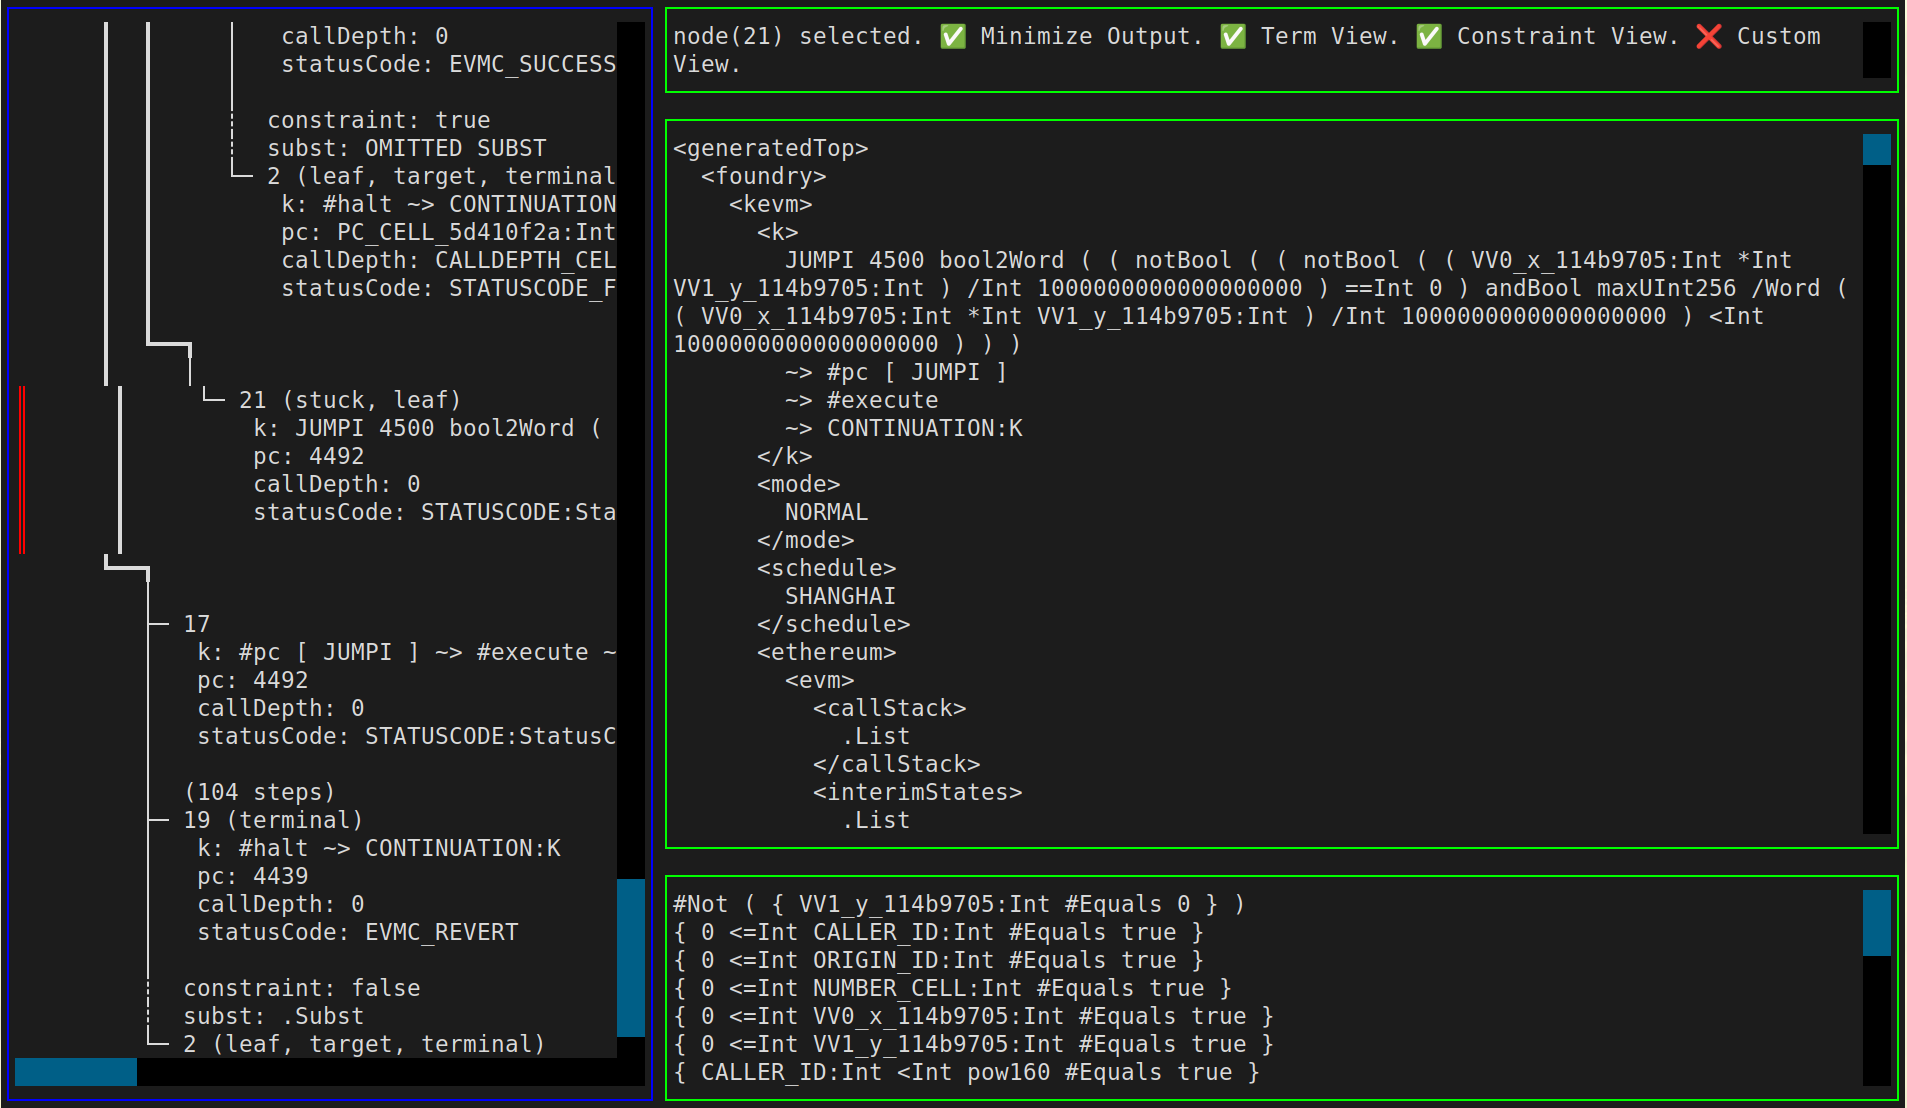 callDepth: 0
statusCode: EVMC_SUCCESS
constraint: true
subst: OMITTED SUBST
2 (leaf, target, terminal
k: #halt ~> CONTINUATION
pc: PC_CELL_5d410f2a:Int
callDepth: CALLDEPTH_CEL
statusCode: STATUSCODE_F
21 (stuck, leaf)
k: JUMPI 4500 bool2Word (
pc: 4492
callDepth: 0
statusCode: STATUSCODE:Sta
17
k: #pc [ JUMPI ] ~> #execute ~
pc: 4492
callDepth: 0
statusCode: STATUSCODE:StatusC
(104 steps)
19 (terminal)
k: #halt ~> CONTINUATION:K
pc: 4439
callDepth: 0
statusCode: EVMC_REVERT
constraint: false
subst: .Subst
2 (leaf, target, terminal)
node(21) selected. ✅ Minimize Output. ✅ Term View. ✅ Constraint View. ❌ Custom
View.
<generatedTop>
<foundry>
<kevm>
<k>
JUMPI 4500 bool2Word ( ( notBool ( ( notBool ( ( VV0_x_114b9705:Int *Int
VV1_y_114b9705:Int ) /Int 1000000000000000000 ) ==Int 0 ) andBool maxUInt256 /Word (
( VV0_x_114b9705:Int *Int VV1_y_114b9705:Int ) /Int 1000000000000000000 ) <Int
1000000000000000000 ) ) )
~> #pc [ JUMPI ]
~> #execute
~> CONTINUATION:K
</k>
<mode>
NORMAL
</mode>
<schedule>
SHANGHAI
</schedule>
<ethereum>
<evm>
<callStack>
.List
</callStack>
<interimStates>
.List
#Not ( { VV1_y_114b9705:Int #Equals 0 } )
{ 0 <=Int CALLER_ID:Int #Equals true }
{ 0 <=Int ORIGIN_ID:Int #Equals true }
{ 0 <=Int NUMBER_CELL:Int #Equals true }
{ 0 <=Int VV0_x_114b9705:Int #Equals true }
{ 0 <=Int VV1_y_114b9705:Int #Equals true }
{ CALLER_ID:Int <Int pow160 #Equals true }